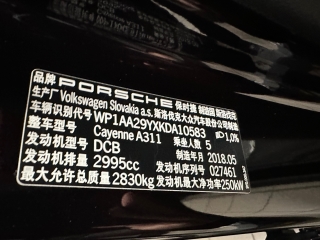 品牌 PORSCHE 保时捷 制造国 斯洛伐克
生产厂 Volkswagen Slovakia a.s. 斯洛伐克大众汽车股份公司制造
车辆识别代号 WP1AA29YXKDA10583 1,0%
整车型号 Cayenne A311 乘坐人数 5
发动机型号 DCB 制造年月 2018.05
发动机排量 2995cc 发动机序号 027461
最大允许总质量 2830kg 发动机最大净功率 250kW